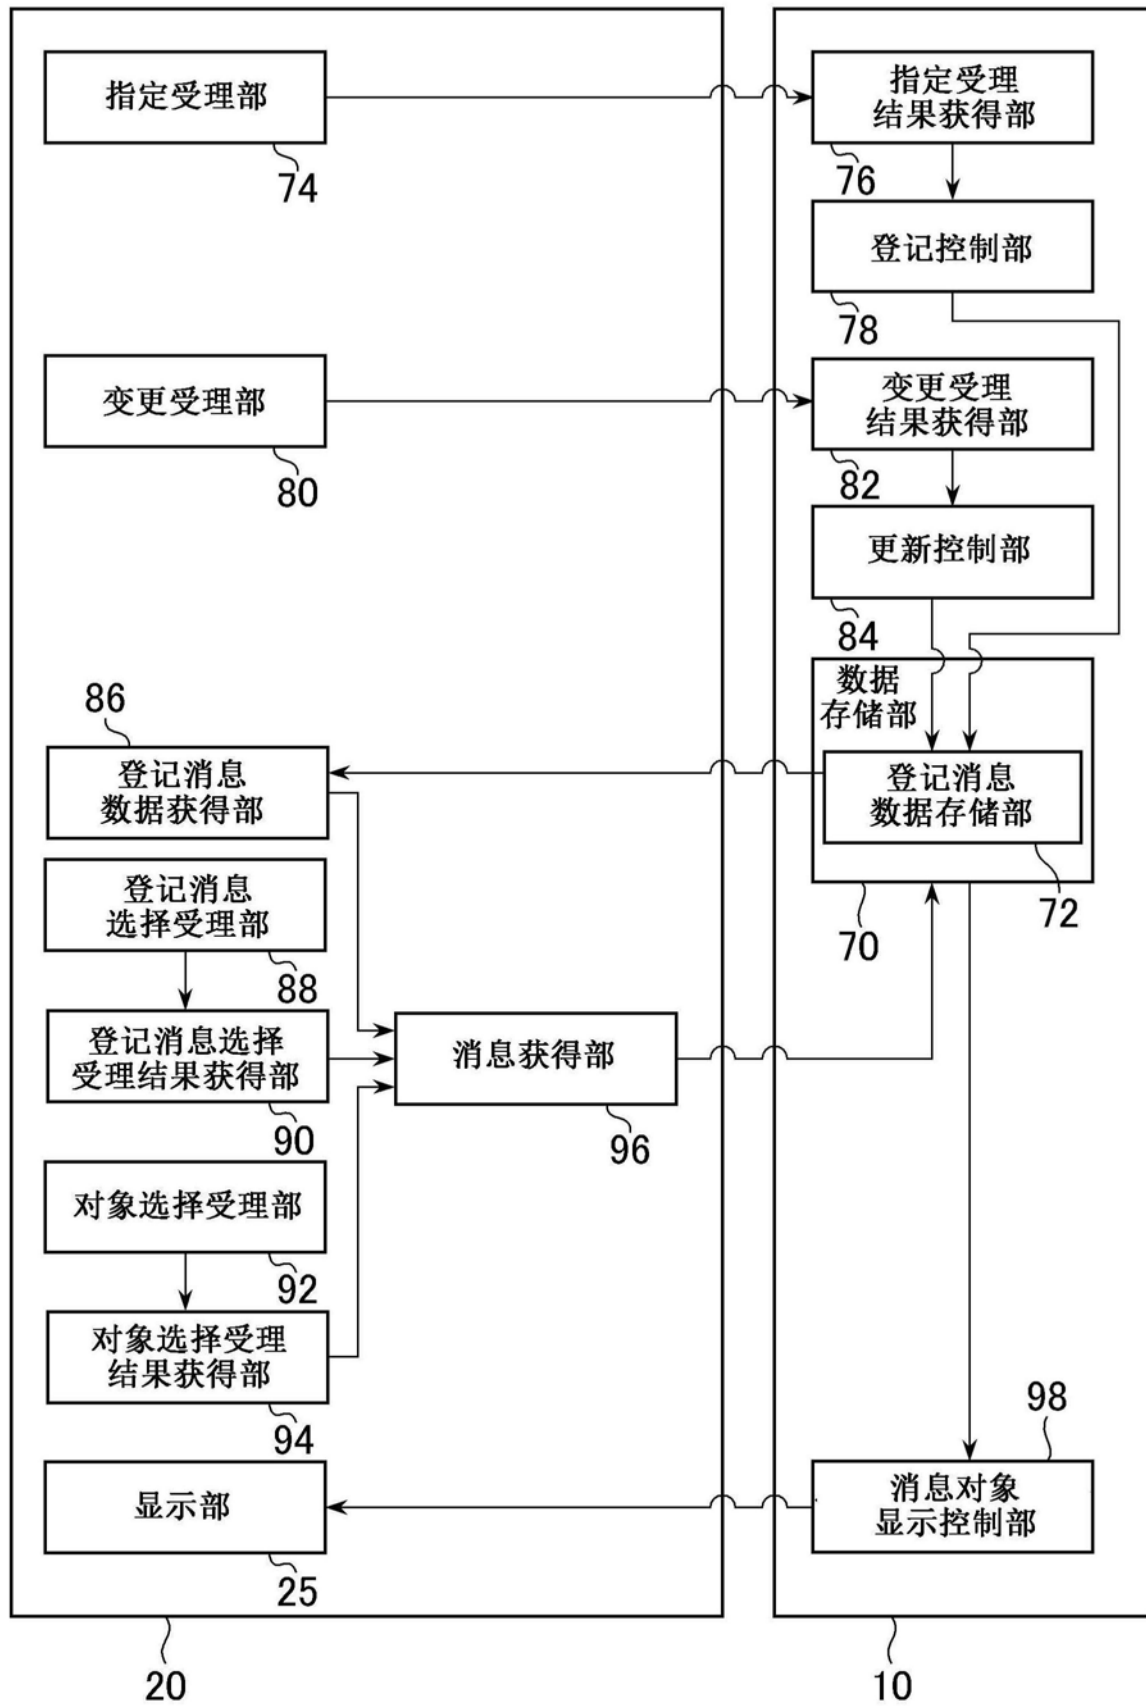 指定受理部
74
指定受理
结果获得部
76
登记控制部
78
变更受理部
80
变更受理
结果获得部
82
更新控制部
84
数据
存储部
登记消息
数据存储部
72
70
86
登记消息
数据获得部
登记消息
选择受理部
88
登记消息选择
受理结果获得部
90
消息获得部
96
对象选择受理部
92
对象选择受理
结果获得部
94
98
消息对象
显示控制部
显示部
25
20
10